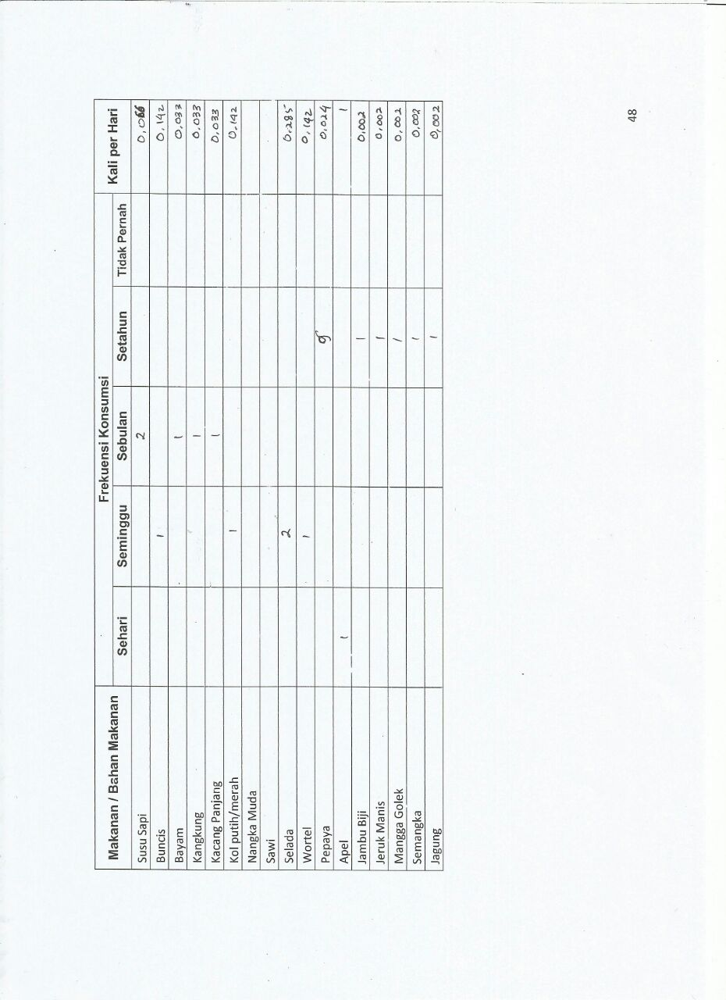 Makanan / Bahan Makanan Frekuensi Konsumsi Kali per Hari
Sehari Seminggu Sebulan Setahun Tidak Pernah
Susu Sapi 2 0,066
Buncis 1 0,142
Bayam 1 0,033
Kangkung 1 0.033
Kacang Panjang 1 0.033
Kol putih/merah 1 0.142
Nangka Muda
Sawi
Selada 2 0.285
Wortel 1 0,142
Pepaya 9 0,024
Apel 1 1
Jambu Biji 1 0,002
Jeruk Manis 1 0,002
Mangga Golek 1 0,002
Semangka 1 0,002
Jagung 1 0,002
48